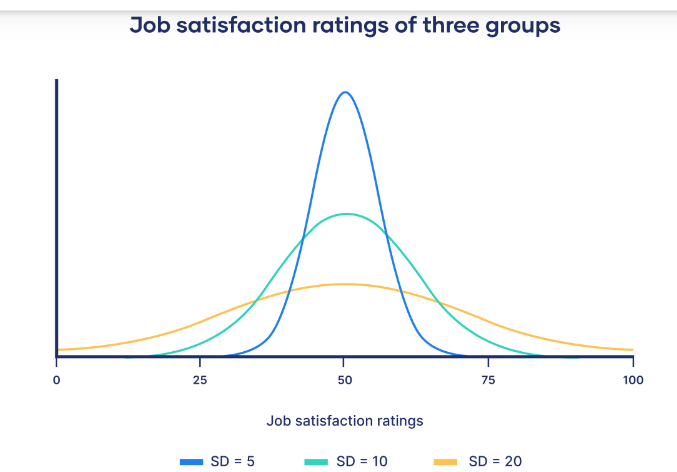 Job satisfaction ratings of three groups
0 25 50 75 100
Job satisfaction ratings
SD = 5 SD = 10 SD = 20